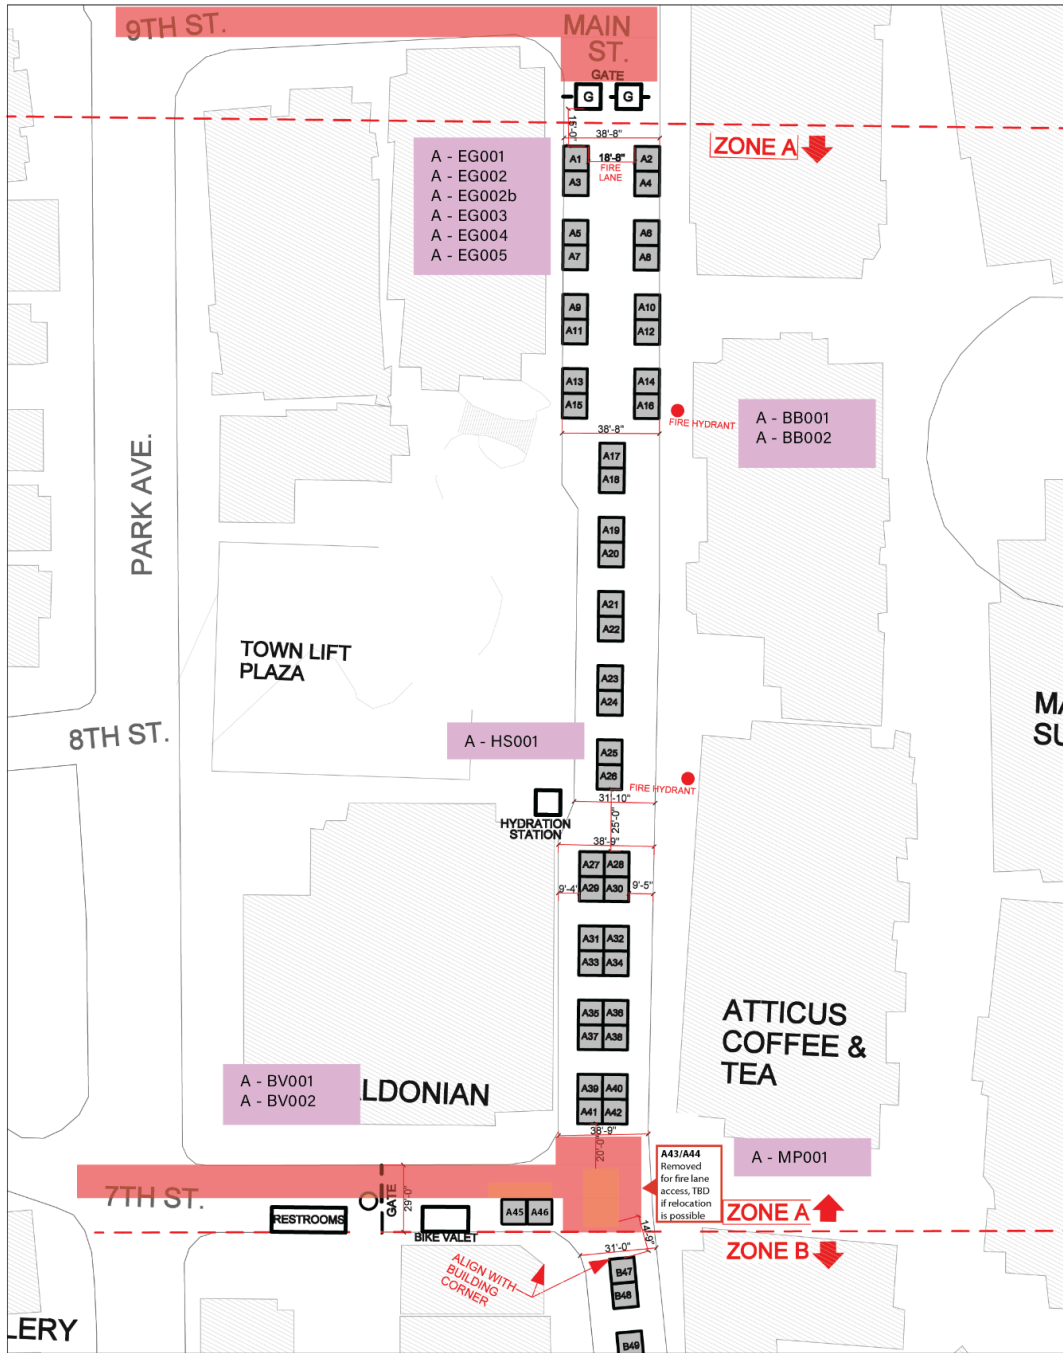 9TH ST.
MAIN
ST.
GATE
G
G
15'-0"
38'-8"
ZONE A
A - EG001
A - EG002
A - EG002b
A - EG003
A - EG004
A - EG005
A1
18'-8"
A2
FIRE
LANE
A3
A4
A5
A6
A7
A8
A9
A10
A11
A12
A13
A14
A15
A16
FIRE HYDRANT
A - BB001
A - BB002
38'-8"
A17
A18
PARK AVE.
A19
A20
A21
A22
TOWN LIFT
PLAZA
A23
A24
MA
SU
8TH ST.
A - HS001
A25
A26
FIRE HYDRANT
31'-10"
25'-0"
HYDRATION
STATION
38'-9"
A27
A28
A29
A30
9'-4"
9'-5"
A31
A32
A33
A34
A35
A36
A37
A38
ATTICUS
COFFEE &
TEA
A - BV001
A - BV002
ALDONIAN
A39
A40
A41
A42
38'-9"
20'-0"
A43/A44
Removed
for fire lane
access, TBD
if relocation
is possible
A - MP001
7TH ST.
GATE
29'-0"
RESTROOMS
BIKE VALET
A45
A46
ZONE A
ZONE B
14'-9"
31'-0"
ALIGN WITH
BUILDING
CORNER
B47
B48
B49
LERY